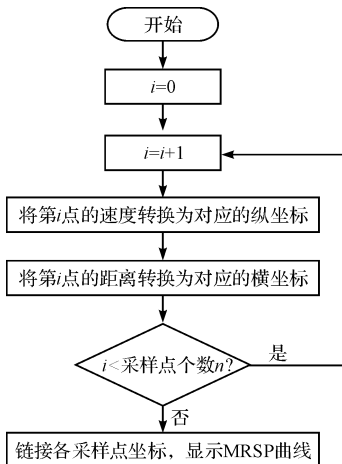 开始
i=0
i=i+1
将第i点的速度转换为对应的纵坐标
将第i点的距离转换为对应的横坐标
i<采样点个数n?
是
否
链接各采样点坐标，显示MRSP曲线